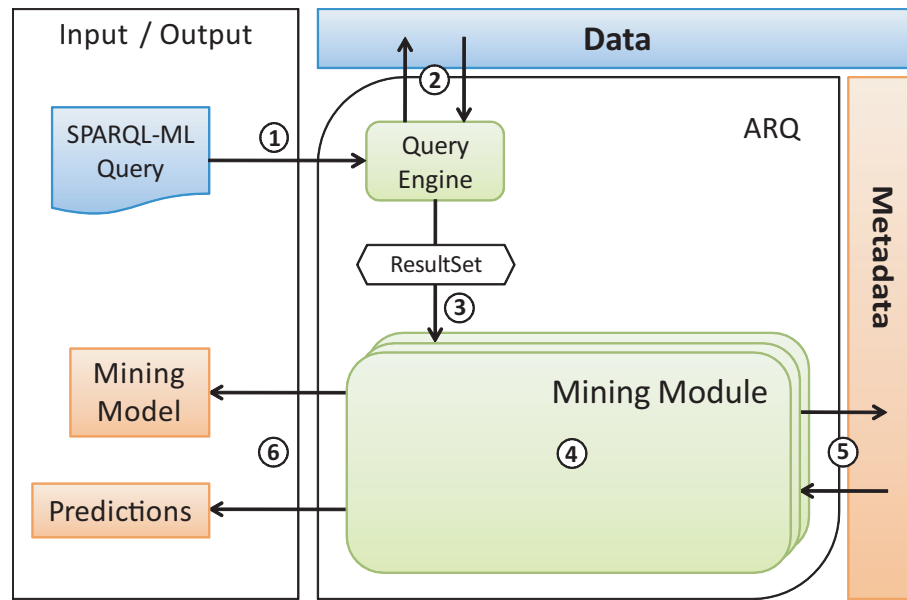 Input / Output
Data
2
ARQ
SPARQL-ML
Query
1
Query
Engine
Metadata
ResultSet
3
Mining
Model
Mining Module
6
4
5
Predictions